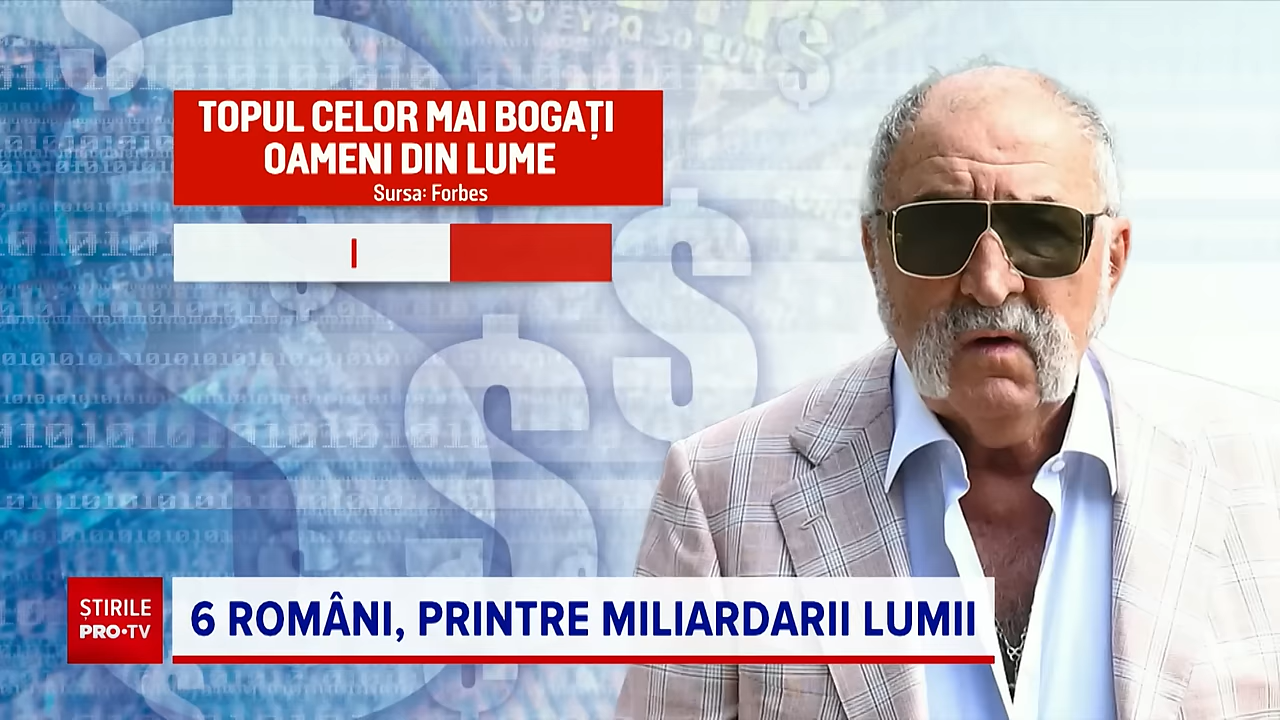 TOPUL CELOR MAI BOGAȚI
OAMENI DIN LUME
Sursa: Forbes
I
ȘTIRILE
PRO•TV
6 ROMÂNI, PRINTRE MILIARDARII LUMII